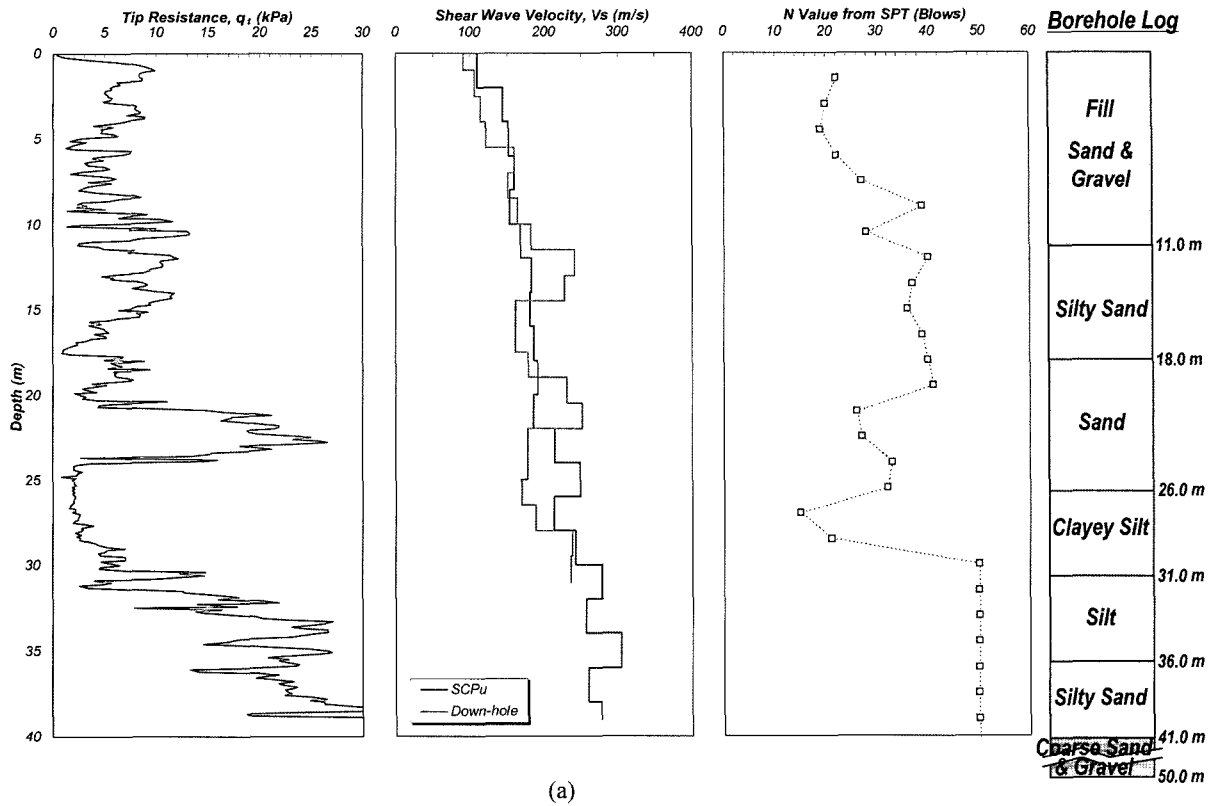 Tip Resistance, qt (kPa)
0 5 10 15 20 25 30
Depth (m)
0
5
10
15
20
25
30
35
40
Shear Wave Velocity, Vs (m/s)
0 100 200 300 400
SCPu
Down-hole
N Value from SPT (Blows)
0 10 20 30 40 50 60
Borehole Log
Fill
Sand &
Gravel
11.0 m
Silty Sand
18.0 m
Sand
26.0 m
Clayey Silt
31.0 m
Silt
36.0 m
Silty Sand
41.0 m
Coarse Sand
& Gravel
50.0 m
(a)